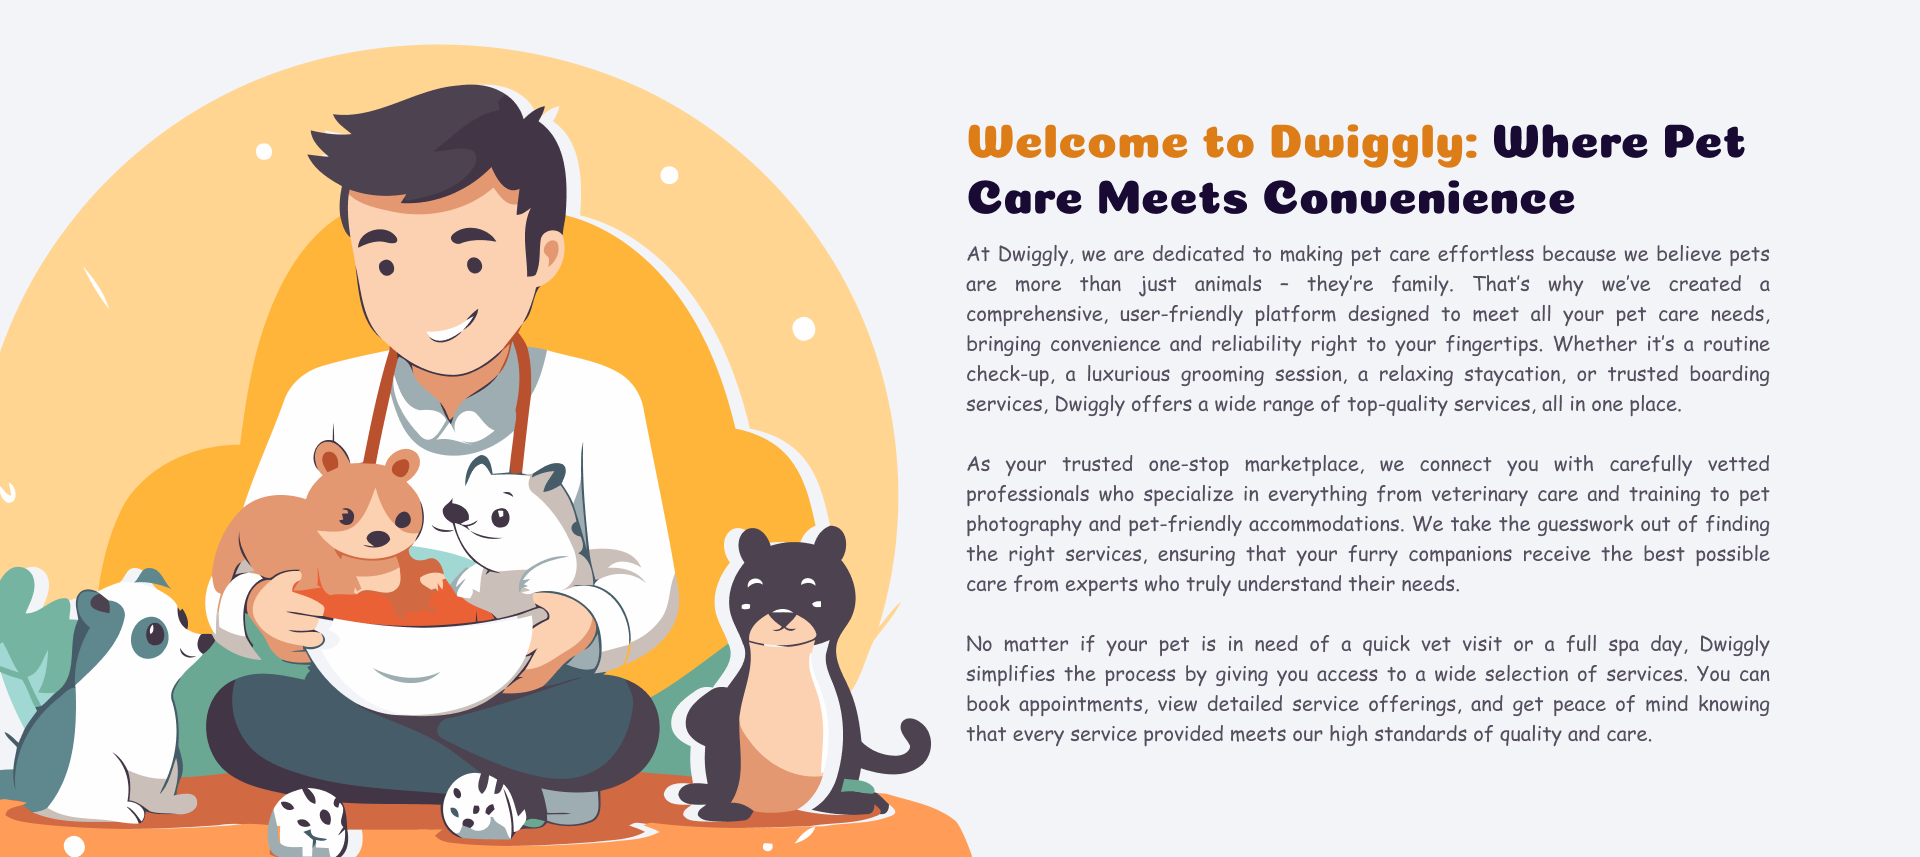 Welcome to Dwiggly: Where Pet
Care Meets Convenience
At Dwiggly, we are dedicated to making pet care effortless because we believe pets
are more than just animals – they’re family. That’s why we’ve created a
comprehensive, user-friendly platform designed to meet all your pet care needs,
bringing convenience and reliability right to your fingertips. Whether it’s a routine
check-up, a luxurious grooming session, a relaxing staycation, or trusted boarding
services, Dwiggly offers a wide range of top-quality services, all in one place.
As your trusted one-stop marketplace, we connect you with carefully vetted
professionals who specialize in everything from veterinary care and training to pet
photography and pet-friendly accommodations. We take the guesswork out of finding
the right services, ensuring that your furry companions receive the best possible
care from experts who truly understand their needs.
No matter if your pet is in need of a quick vet visit or a full spa day, Dwiggly
simplifies the process by giving you access to a wide selection of services. You can
book appointments, view detailed service offerings, and get peace of mind knowing
that every service provided meets our high standards of quality and care.